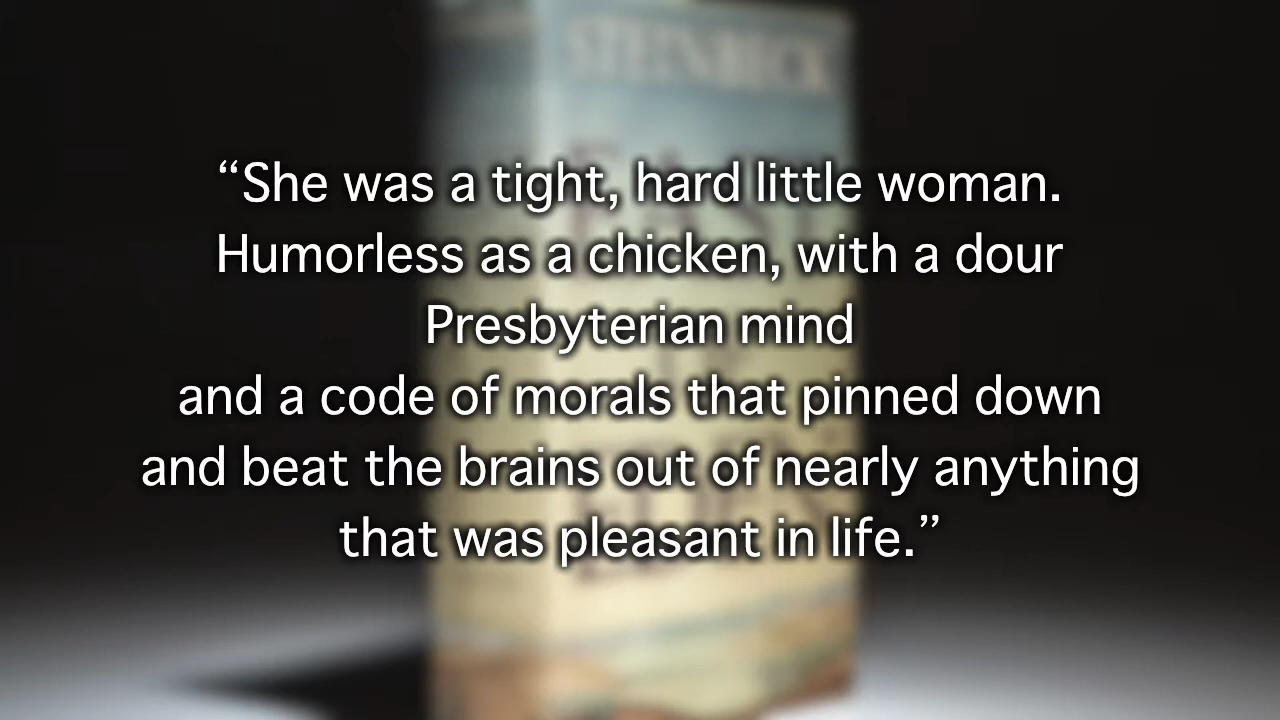 STEINBECK
“She was a tight, hard little woman.
Humorless as a chicken, with a dour
Presbyterian mind
and a code of morals that pinned down
and beat the brains out of nearly anything
that was pleasant in life.”